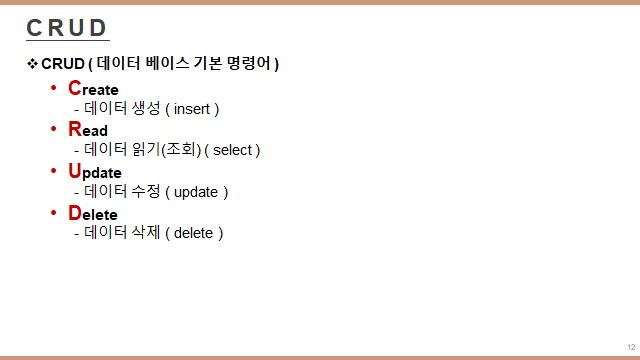 CRUD
❖ CRUD ( 데이터 베이스 기본 명령어 )
• Create
- 데이터 생성 ( insert )
• Read
- 데이터 읽기(조회) ( select )
• Update
- 데이터 수정 ( update )
• Delete
- 데이터 삭제 ( delete )
12